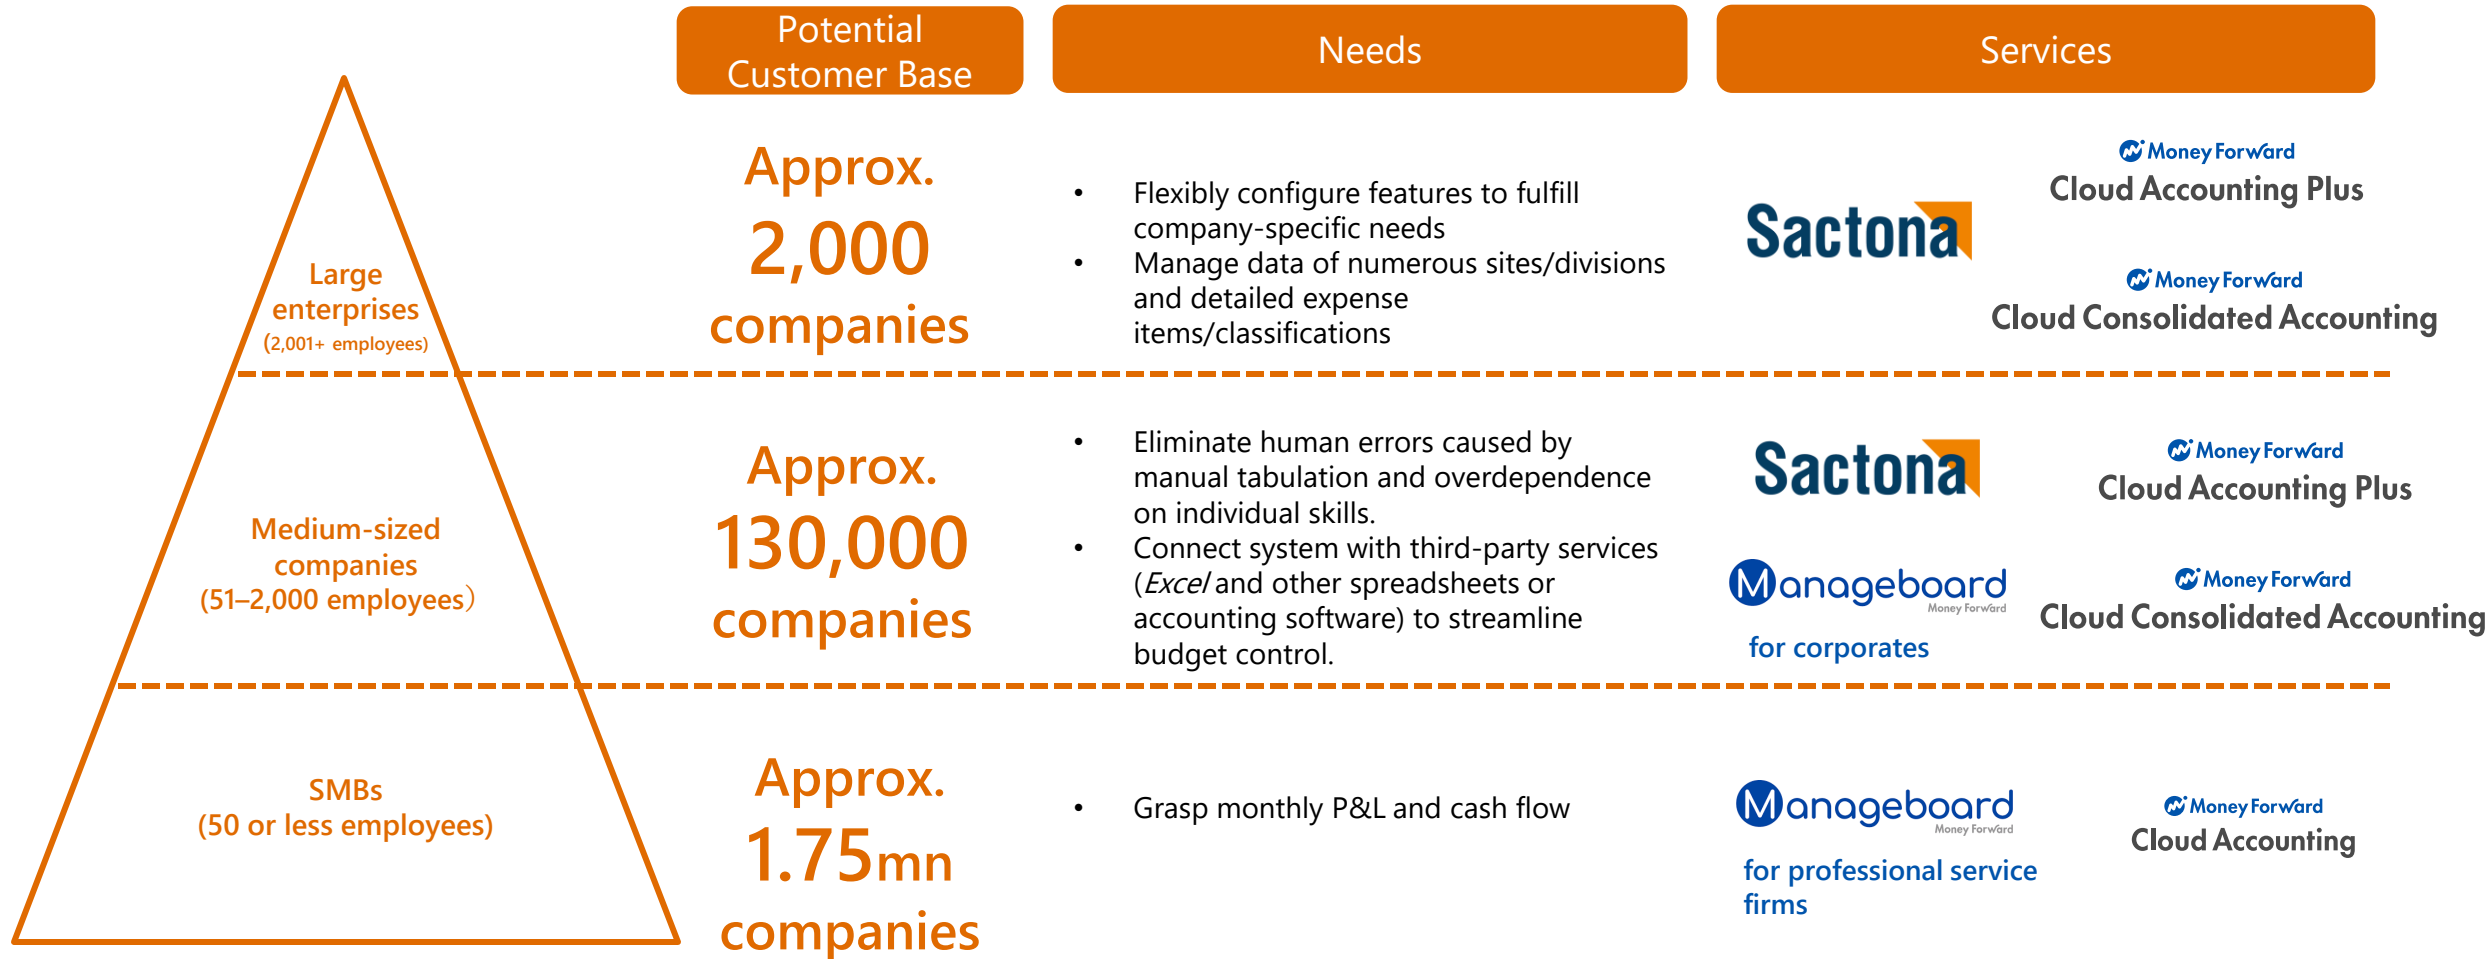 Potential
Customer Base
Needs
Services
Large
enterprises
(2,001+ employees)
Approx.
2,000
companies
• Flexibly configure features to fulfill
company-specific needs
• Manage data of numerous sites/divisions
and detailed expense
items/classifications
Sactona
Money Forward
Cloud Accounting Plus
Money Forward
Cloud Consolidated Accounting
Medium-sized
companies
(51–2,000 employees）
Approx.
130,000
companies
• Eliminate human errors caused by
manual tabulation and overdependence
on individual skills.
• Connect system with third-party services
(Excel and other spreadsheets or
accounting software) to streamline
budget control.
Sactona
Manageboard
Money Forward
for corporates
Money Forward
Cloud Accounting Plus
Money Forward
Cloud Consolidated Accounting
SMBs
(50 or less employees)
Approx.
1.75mn
companies
• Grasp monthly P&L and cash flow
Manageboard
Money Forward
for professional service
firms
Money Forward
Cloud Accounting